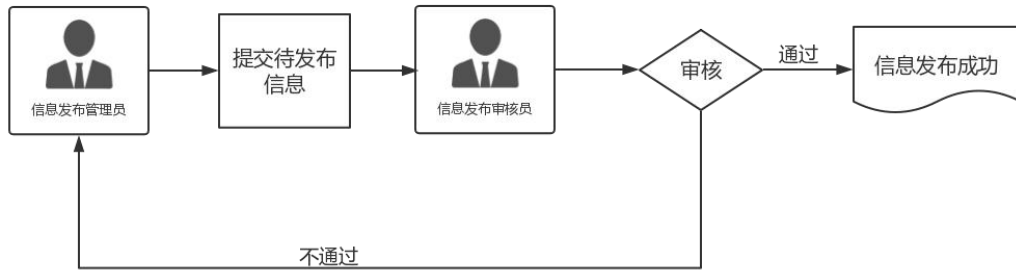 信息发布管理员
提交待发布
信息
信息发布审核员
审核
通过
信息发布成功
不通过